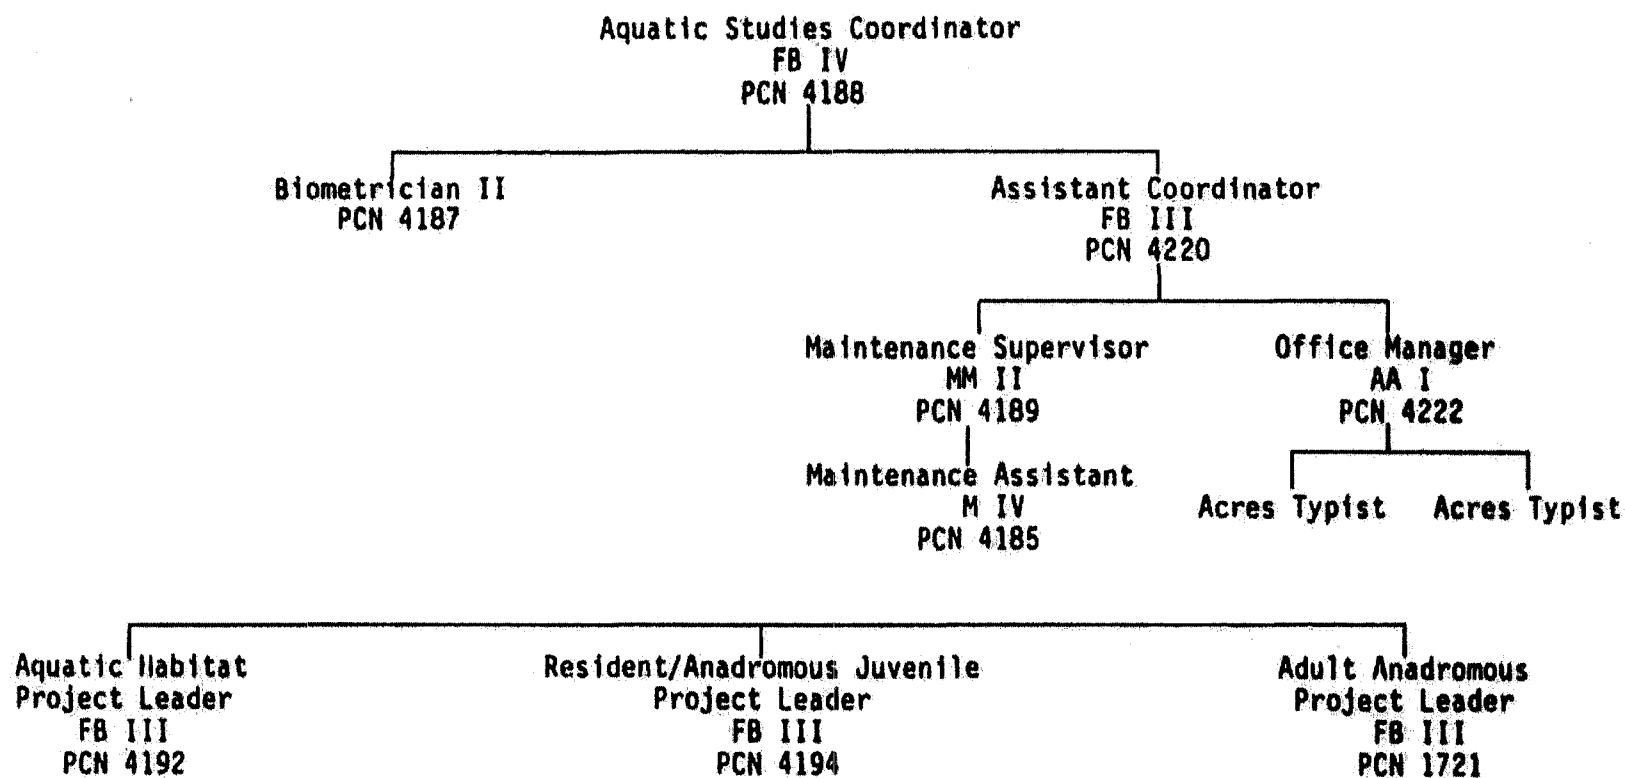 Aquatic Studies Coordinator
FB IV
PCN 4188
Biometrician II
PCN 4187
Assistant Coordinator
FB III
PCN 4220
Maintenance Supervisor
MM II
PCN 4189
Office Manager
AA I
PCN 4222
Maintenance Assistant
M IV
PCN 4185
Acres Typist
Acres Typist
Aquatic Habitat
Project Leader
FB III
PCN 4192
Resident/Anadromous Juvenile
Project Leader
FB III
PCN 4194
Adult Anadromous
Project Leader
FB III
PCN 1721